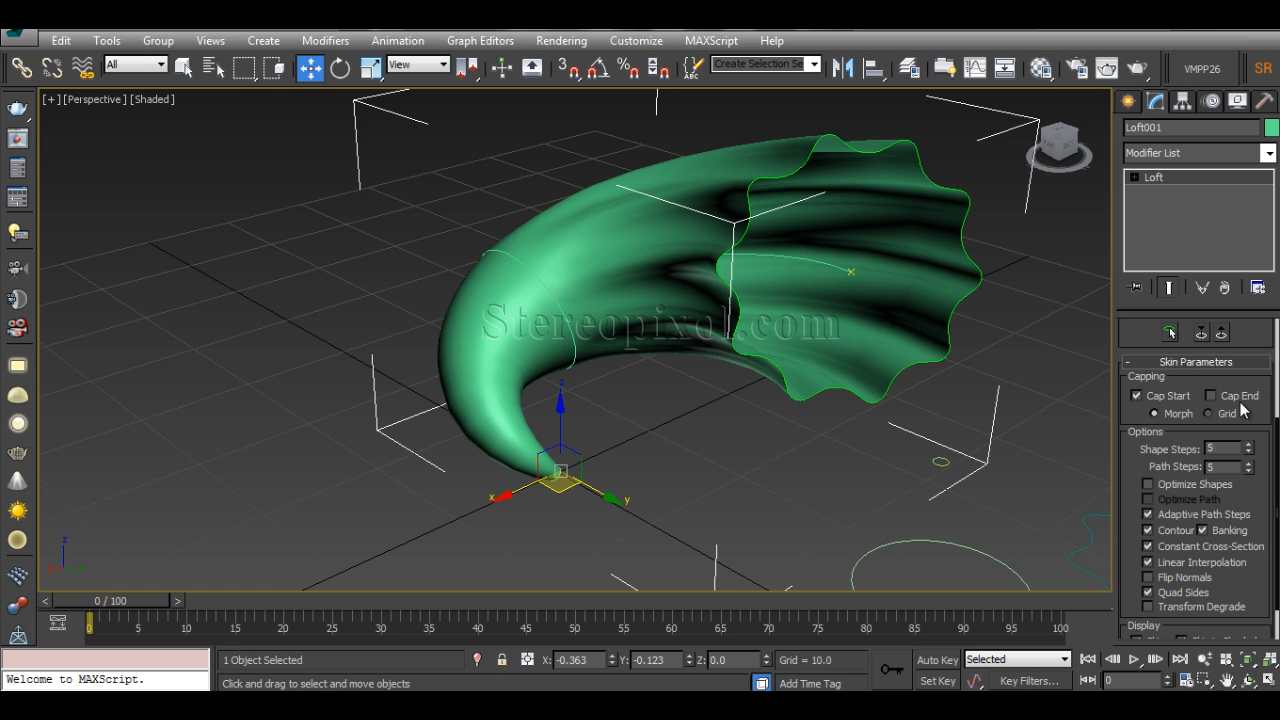 Edit Tools Group Views Create Modifiers Animation Graph Editors Rendering Customize MAXScript Help
All View 3 ABC Create Selection Se VMPP26 SR
[+] [Perspective] [Shaded]
Loft001
Modifier List
Loft
Stereopixol.com
Skin Parameters
Capping
Cap Start Cap End
Morph Grid
Options
Shape Steps: 5
Path Steps: 5
Optimize Shapes
Optimize Path
Adaptive Path Steps
Contour Banking
Constant Cross-Section
Linear Interpolation
Flip Normals
Quad Sides
Transform Degrade
Display
z
x
y
z
< 0 / 100 >
0 5 10 15 20 25 30 35 40 45 50 55 60 65 70 75 80 85 90 95 100
1 Object Selected X: -0.363 Y: -0.123 Z: 0.0 Grid = 10.0 Auto Key Selected
Welcome to MAXScript. Click and drag to select and move objects Add Time Tag Set Key Key Filters... 0